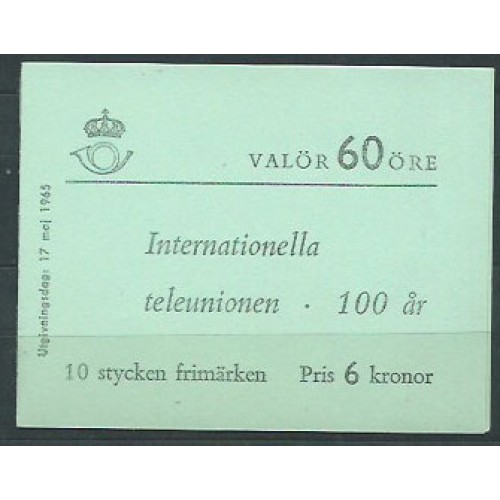 VALÖR 60 ÖRE
Internationella
teleunionen · 100 år
10 stycken frimärken Pris 6 kronor
Utgivningsdag: 17 maj 1965